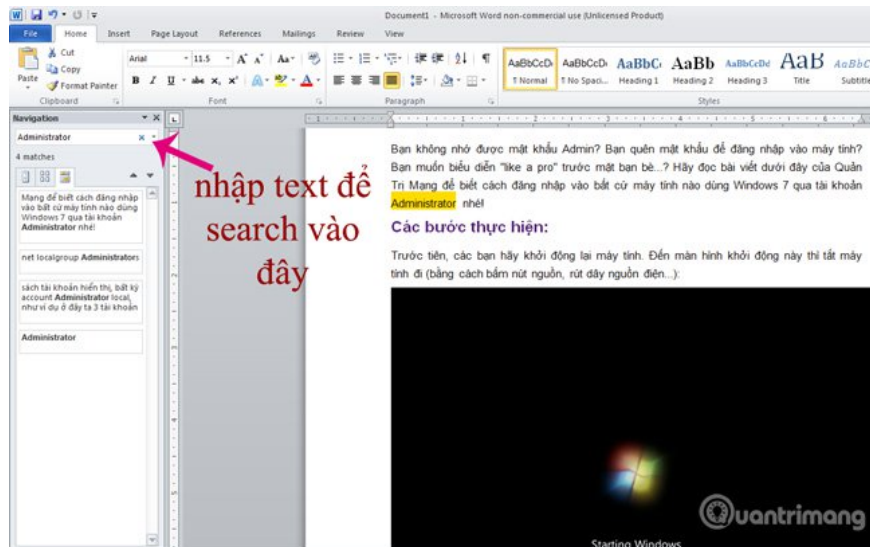 Document1 - Microsoft Word non-commercial use (Unlicensed Product)
File Home Insert Page Layout References Mailings Review View
Cut
Copy
Format Painter
Paste
Clipboard
Arial 11.5
Font
Paragraph
AaBbCcD AaBbCcD AaBbC AaBb AaBbCcDd AaB AaBbC
¶ Normal ¶ No Spaci... Heading 1 Heading 2 Heading 3 Title Subtitle
Styles
Navigation
Administrator
4 matches
Mạng để biết cách đăng nhập
vào bất cứ máy tính nào dùng
Windows 7 qua tài khoản
Administrator nhé!
net localgroup Administrators
sách tài khoản hiển thị, bất kỳ
account Administrator local,
như ví dụ ở đây ta 3 tài khoản
Administrator
nhập text để
search vào
đây
Bạn không nhớ được mật khẩu Admin? Bạn quên mật khẩu để đăng nhập vào máy tính?
Bạn muốn biểu diễn "like a pro" trước mặt bạn bè...? Hãy đọc bài viết dưới đây của Quản
Trị Mạng để biết cách đăng nhập vào bất cứ máy tính nào dùng Windows 7 qua tài khoản
Administrator nhé!
Các bước thực hiện:
Trước tiên, các bạn hãy khởi động lại máy tính. Đến màn hình khởi động này thì tắt máy
tính đi (bằng cách bấm nút nguồn, rút dây nguồn điện...):
Quantrimang
Starting Windows